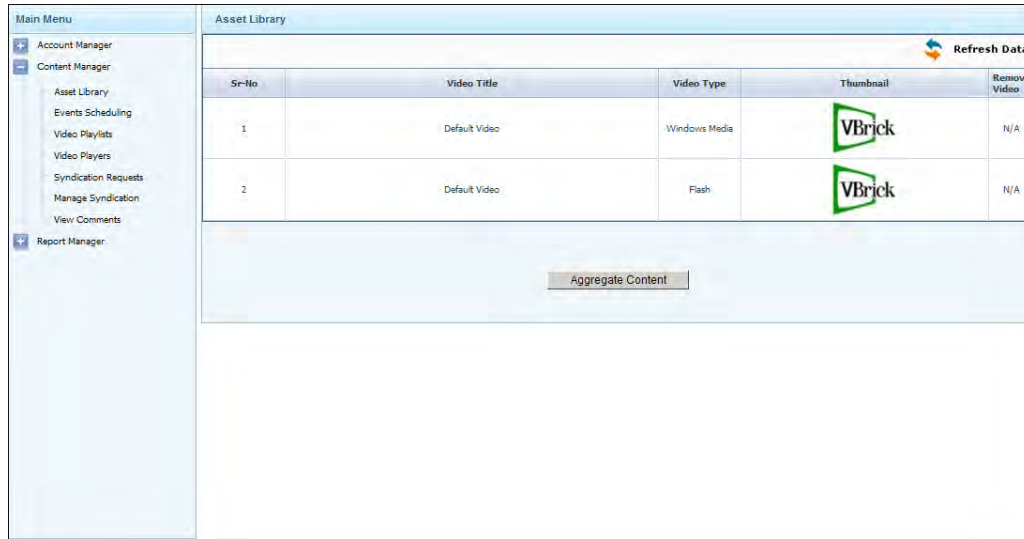 Main Menu
Account Manager
Content Manager
Asset Library
Events Scheduling
Video Playlists
Video Players
Syndication Requests
Manage Syndication
View Comments
Report Manager
Asset Library
Refresh Data
Sr-No Video Title Video Type Thumbnail Remov
Video
1 Default Video Windows Media VBrick N/A
2 Default Video Flash VBrick N/A
Aggregate Content